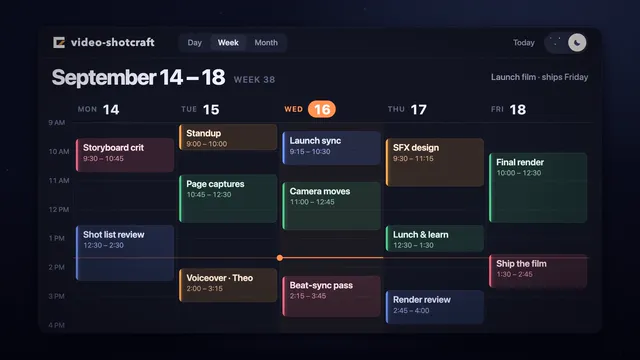 video-shotcraft
Day Week Month
Today
September 14 – 18 WEEK 38
Launch film · ships Friday
MON 14 TUE 15 WED 16 THU 17 FRI 18
9 AM
10 AM
11 AM
12 PM
1 PM
3 PM
4 PM
Storyboard crit
9:30 – 10:45
Shot list review
12:30 – 2:30
Standup
9:00 – 10:00
Page captures
10:45 – 12:30
Voiceover · Theo
2:00 – 3:15
Launch sync
9:15 – 10:30
Camera moves
11:00 – 12:45
Beat-sync pass
2:15 – 3:45
SFX design
9:30 – 11:15
Lunch & learn
12:30 – 1:30
Render review
2:45 – 4:00
Final render
10:00 – 12:30
Ship the film
1:30 – 2:45